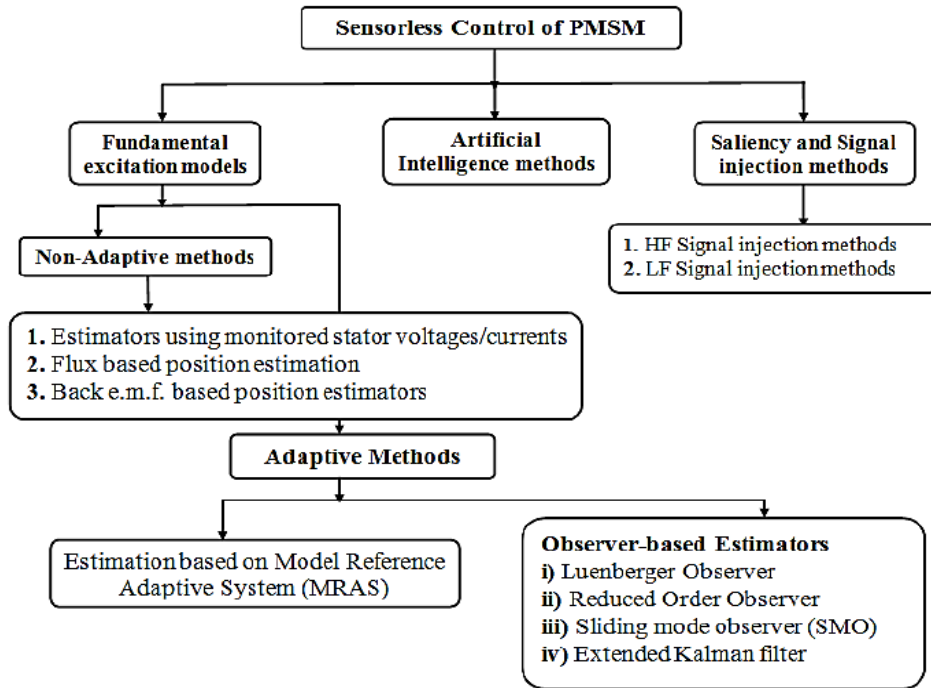 Sensorless Control of PMSM
Fundamental
excitation models
Artificial
Intelligence methods
Saliency and Signal
injection methods
Non-Adaptive methods
1. HF Signal injection methods
2. LF Signal injection methods
1. Estimators using monitored stator voltages/currents
2. Flux based position estimation
3. Back e.m.f. based position estimators
Adaptive Methods
Estimation based on Model Reference
Adaptive System (MRAS)
Observer-based Estimators
i) Luenberger Observer
ii) Reduced Order Observer
iii) Sliding mode observer (SMO)
iv) Extended Kalman filter